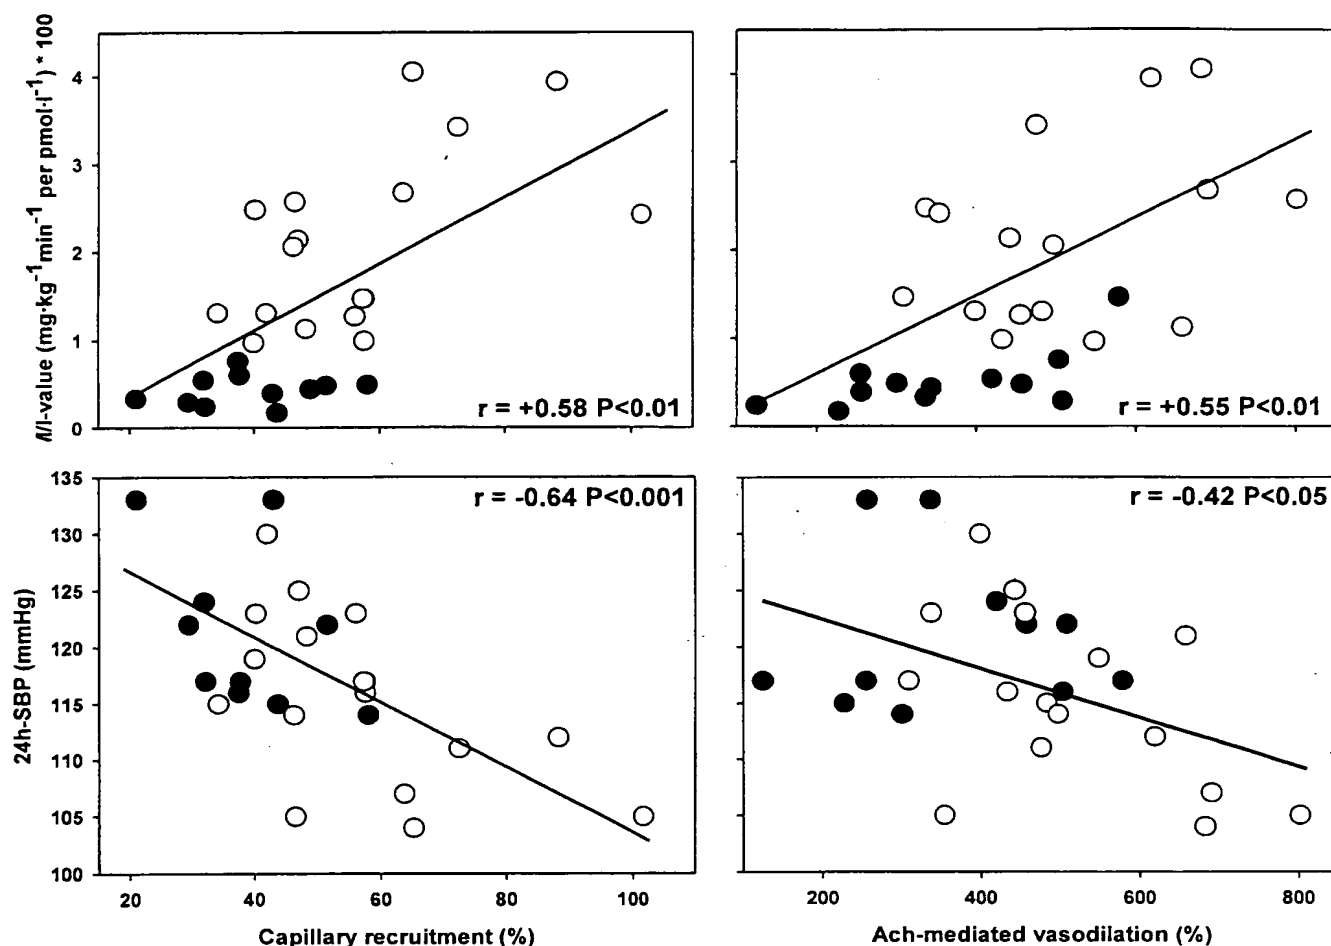 M/I-value (mg·kg⁻¹min⁻¹ per pmol·l⁻¹) * 100
4
3
2
1
0
r = +0.58 P<0.01
r = +0.55 P<0.01
24h-SBP (mmHg)
135
130
125
120
115
110
105
100
r = -0.64 P<0.001
r = -0.42 P<0.05
20 40 60 80 100
200 400 600 800
Capillary recruitment (%)
Ach-mediated vasodilation (%)